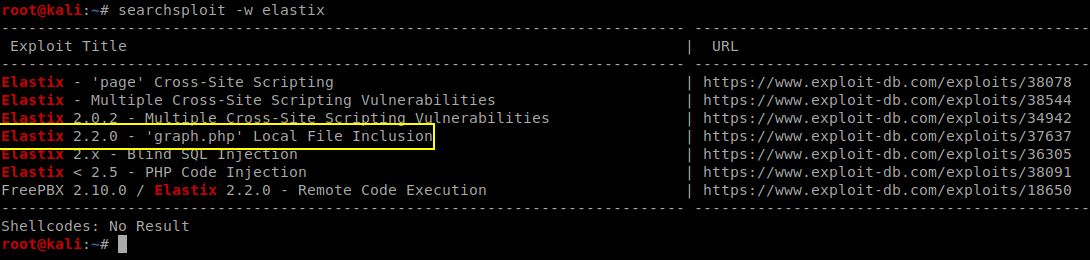 root@kali:~# searchsploit -w elastix
--------------------------------------------------------------------------------- ----------------------------------------
Exploit Title | URL
--------------------------------------------------------------------------------- ----------------------------------------
Elastix - 'page' Cross-Site Scripting | https://www.exploit-db.com/exploits/38078
Elastix - Multiple Cross-Site Scripting Vulnerabilities | https://www.exploit-db.com/exploits/38544
Elastix 2.0.2 - Multiple Cross-Site Scripting Vulnerabilities | https://www.exploit-db.com/exploits/34942
Elastix 2.2.0 - 'graph.php' Local File Inclusion | https://www.exploit-db.com/exploits/37637
Elastix 2.x - Blind SQL Injection | https://www.exploit-db.com/exploits/36305
Elastix < 2.5 - PHP Code Injection | https://www.exploit-db.com/exploits/38091
FreePBX 2.10.0 / Elastix 2.2.0 - Remote Code Execution | https://www.exploit-db.com/exploits/18650
--------------------------------------------------------------------------------- ----------------------------------------
Shellcodes: No Result
root@kali:~#